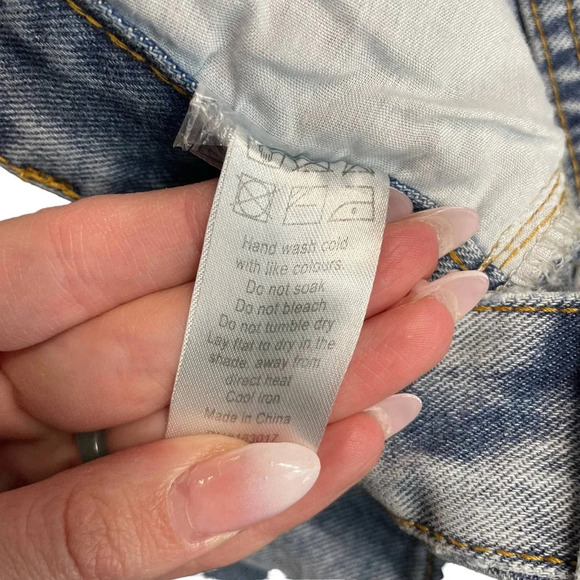 Hand wash cold
with like colours.
Do not soak
Do not bleach
Do not tumble dry
Lay flat to dry in the
shade, away from
direct heat
Cool iron
Made in China